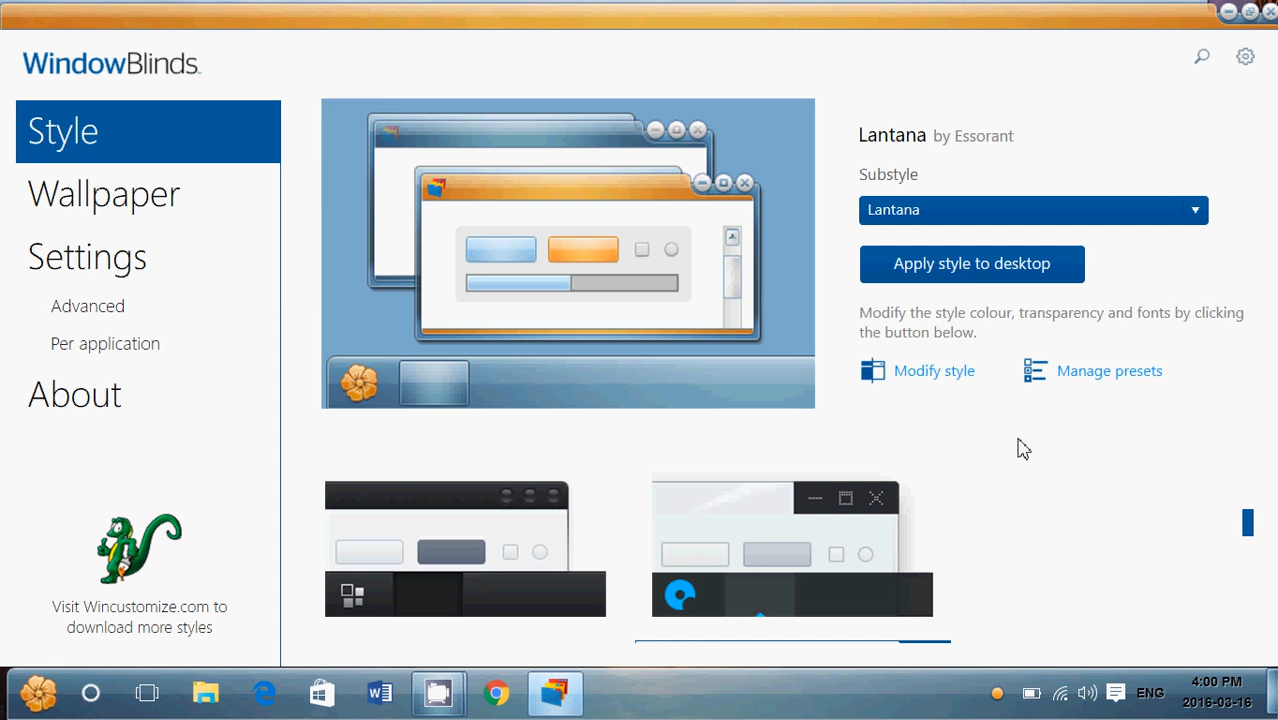 WindowBlinds
Style
Wallpaper
Settings
Advanced
Per application
About
Visit Wincustomize.com to
download more styles
Lantana by Essorant
Substyle
Lantana
Apply style to desktop
Modify the style colour, transparency and fonts by clicking
the button below.
Modify style
Manage presets
ENG
4:00 PM
2016-03-16